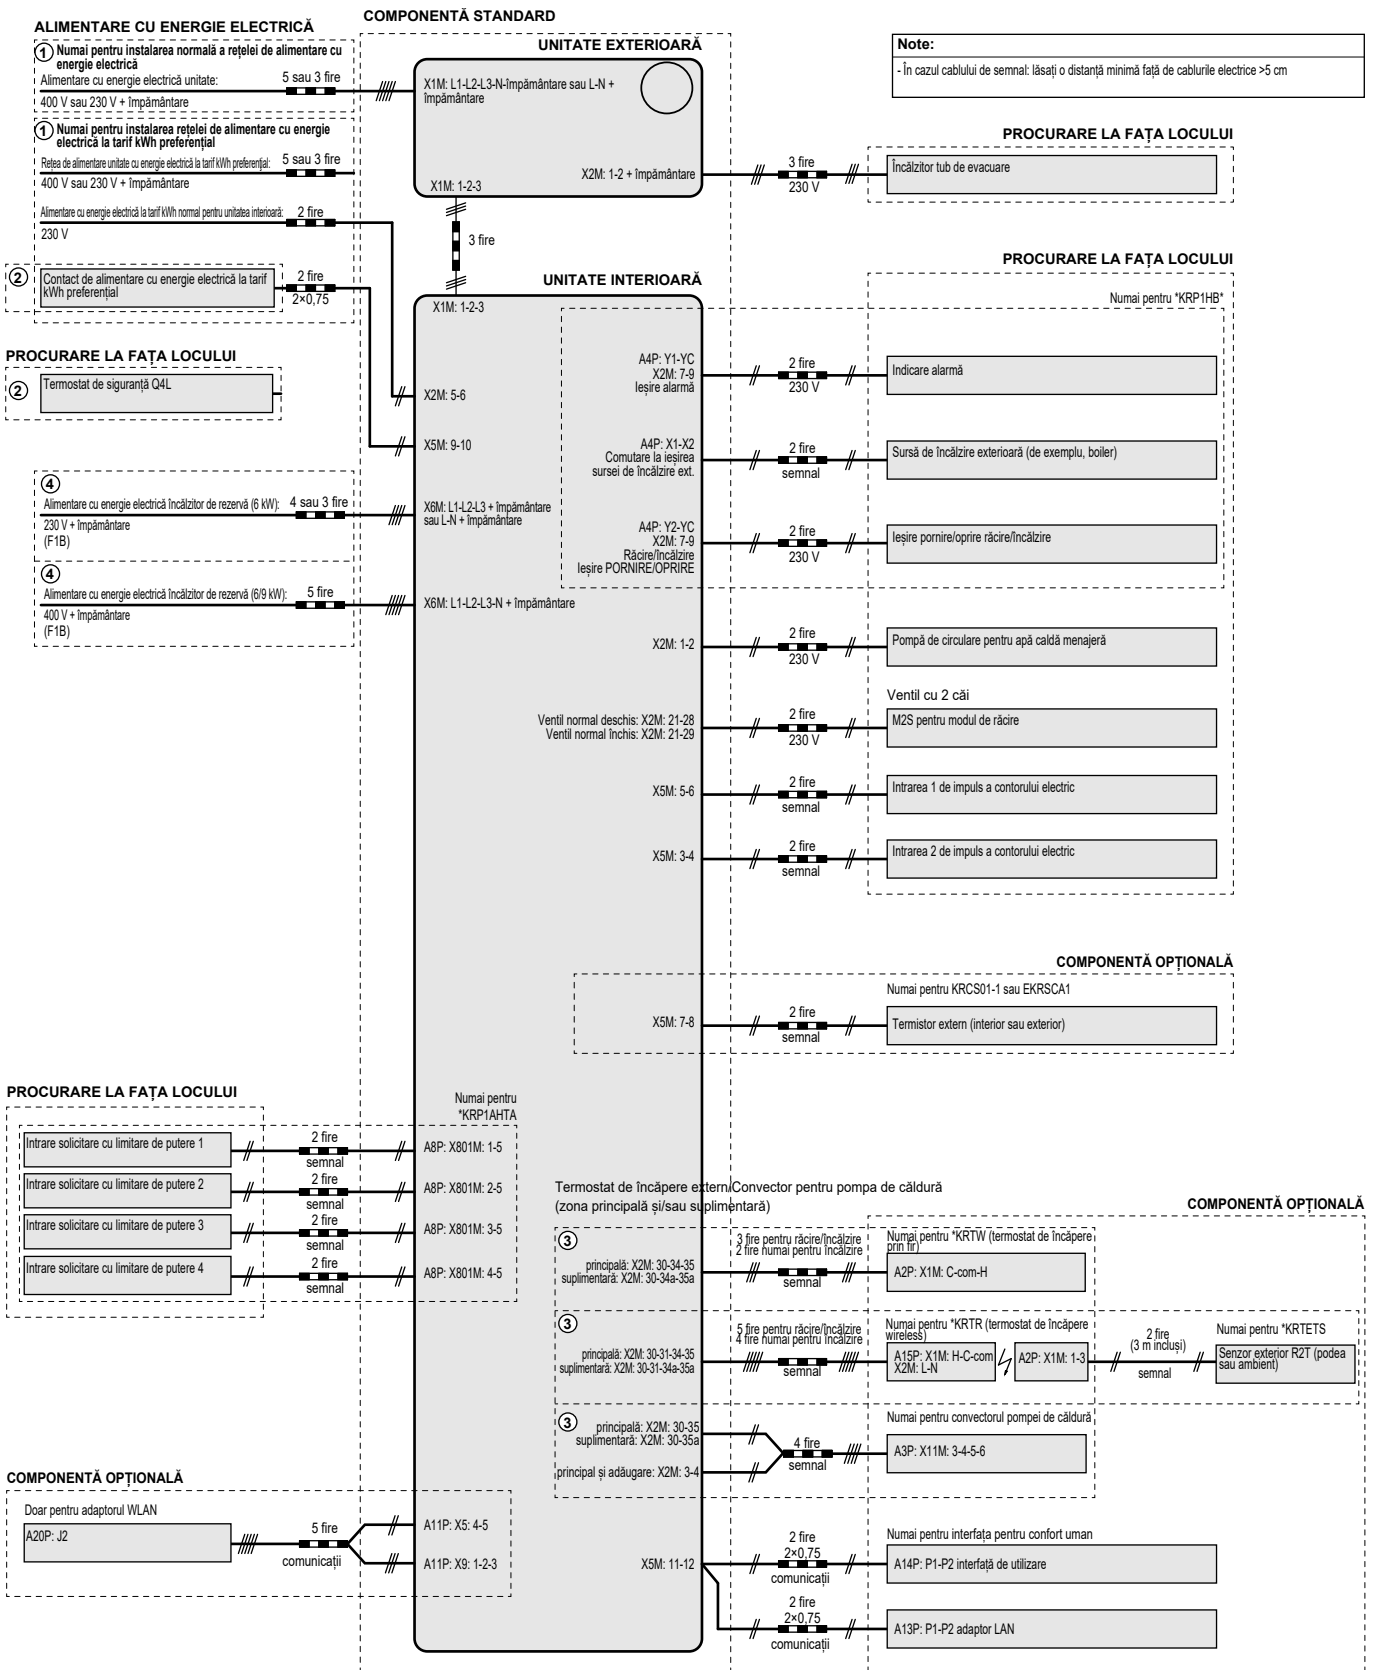 COMPONENTĂ STANDARD
ALIMENTARE CU ENERGIE ELECTRICĂ
1 Numai pentru instalarea normală a rețelei de alimentare cu
energie electrică
Alimentare cu energie electrică unitate:
5 sau 3 fire
400 V sau 230 V + împământare
1 Numai pentru instalarea rețelei de alimentare cu energie
electrică la tarif kWh preferențial
Rețea de alimentare unitate cu energie electrică la tarif kWh preferențial:
5 sau 3 fire
400 V sau 230 V + împământare
Alimentare cu energie electrică la tarif kWh normal pentru unitatea interioară:
2 fire
230 V
2
Contact de alimentare cu energie electrică la tarif
kWh preferențial
2 fire
2×0,75
PROCURARE LA FAȚA LOCULUI
2
Termostat de siguranță Q4L
4
Alimentare cu energie electrică încălzitor de rezervă (6 kW):
4 sau 3 fire
230 V + împământare
(F1B)
4
Alimentare cu energie electrică încălzitor de rezervă (6/9 kW):
5 fire
400 V + împământare
(F1B)
UNITATE EXTERIOARĂ
X1M: L1-L2-L3-N-împământare sau L-N +
împământare
X2M: 1-2 + împământare
X1M: 1-2-3
3 fire
Note:
- În cazul cablului de semnal: lăsați o distanță minimă față de cablurile electrice >5 cm
PROCURARE LA FAȚA LOCULUI
3 fire
230 V
Încălzitor tub de evacuare
UNITATE INTERIOARĂ
X1M: 1-2-3
X2M: 5-6
X5M: 9-10
X6M: L1-L2-L3 + împământare
sau L-N + împământare
X6M: L1-L2-L3-N + împământare
PROCURARE LA FAȚA LOCULUI
Numai pentru *KRP1HB*
A4P: Y1-YC
X2M: 7-9
Ieșire alarmă
2 fire
230 V
Indicare alarmă
A4P: X1-X2
Comutare la ieșirea
sursei de încălzire ext.
2 fire
semnal
Sursă de încălzire exterioară (de exemplu, boiler)
A4P: Y2-YC
X2M: 7-9
Răcire/încălzire
Ieșire PORNIRE/OPRIRE
2 fire
230 V
Ieșire pornire/oprire răcire/încălzire
X2M: 1-2
2 fire
230 V
Pompă de circulare pentru apă caldă menajeră
Ventil cu 2 căi
Ventil normal deschis: X2M: 21-28
Ventil normal închis: X2M: 21-29
2 fire
230 V
M2S pentru modul de răcire
X5M: 5-6
2 fire
semnal
Intrarea 1 de impuls a contorului electric
X5M: 3-4
2 fire
semnal
Intrarea 2 de impuls a contorului electric
COMPONENTĂ OPȚIONALĂ
Numai pentru KRCS01-1 sau EKRSCA1
X5M: 7-8
2 fire
semnal
Termistor extern (interior sau exterior)
PROCURARE LA FAȚA LOCULUI
Numai pentru
*KRP1AHTA
Intrare solicitare cu limitare de putere 1
2 fire
semnal
A8P: X801M: 1-5
Intrare solicitare cu limitare de putere 2
2 fire
semnal
A8P: X801M: 2-5
Intrare solicitare cu limitare de putere 3
2 fire
semnal
A8P: X801M: 3-5
Intrare solicitare cu limitare de putere 4
2 fire
semnal
A8P: X801M: 4-5
Termostat de încăpere extern/Convector pentru pompa de căldură
(zona principală și/sau suplimentară)
COMPONENTĂ OPȚIONALĂ
3
principală: X2M: 30-34-35
suplimentară: X2M: 30-34a-35a
3 fire pentru răcire/încălzire
2 fire numai pentru încălzire
semnal
Numai pentru *KRTW (termostat de încăpere
prin fir)
A2P: X1M: C-com-H
3
principală: X2M: 30-31-34-35
suplimentară: X2M: 30-31-34a-35a
5 fire pentru răcire/încălzire
4 fire numai pentru încălzire
semnal
Numai pentru *KRTR (termostat de încăpere
wireless)
A15P: X1M: H-C-com
X2M: L-N
A2P: X1M: 1-3
2 fire
(3 m incluși)
semnal
Numai pentru *KRTETS
Senzor exterior R2T (podea
sau ambient)
3
principală: X2M: 30-35
suplimentară: X2M: 30-35a
principal și adăugare: X2M: 3-4
4 fire
semnal
Numai pentru convectorul pompei de căldură
A3P: X11M: 3-4-5-6
COMPONENTĂ OPȚIONALĂ
Doar pentru adaptorul WLAN
A20P: J2
5 fire
comunicații
A11P: X5: 4-5
A11P: X9: 1-2-3
X5M: 11-12
2 fire
2×0,75
comunicații
Numai pentru interfața pentru confort uman
A14P: P1-P2 interfață de utilizare
2 fire
2×0,75
comunicații
A13P: P1-P2 adaptor LAN